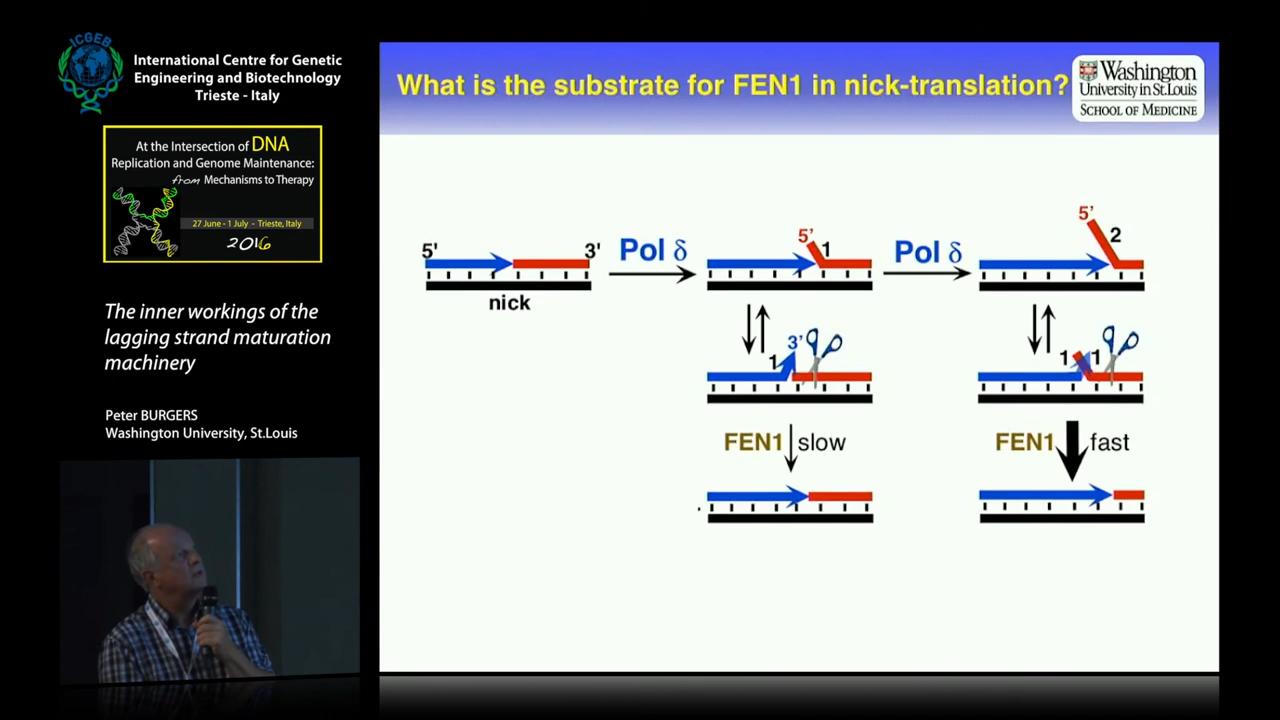 ICGEB
International Centre for Genetic
Engineering and Biotechnology
Trieste - Italy
At the Intersection of DNA
Replication and Genome Maintenance:
from Mechanisms to Therapy
27 June - 1 July - Trieste, Italy
2016
The inner workings of the
lagging strand maturation
machinery
Peter BURGERS
Washington University, St.Louis
What is the substrate for FEN1 in nick-translation?
Washington
University in St.Louis
SCHOOL OF MEDICINE
5' 3'
nick
Pol δ
5' 1
Pol δ
5' 2
1 3'
1 1
FEN1 slow
FEN1 fast